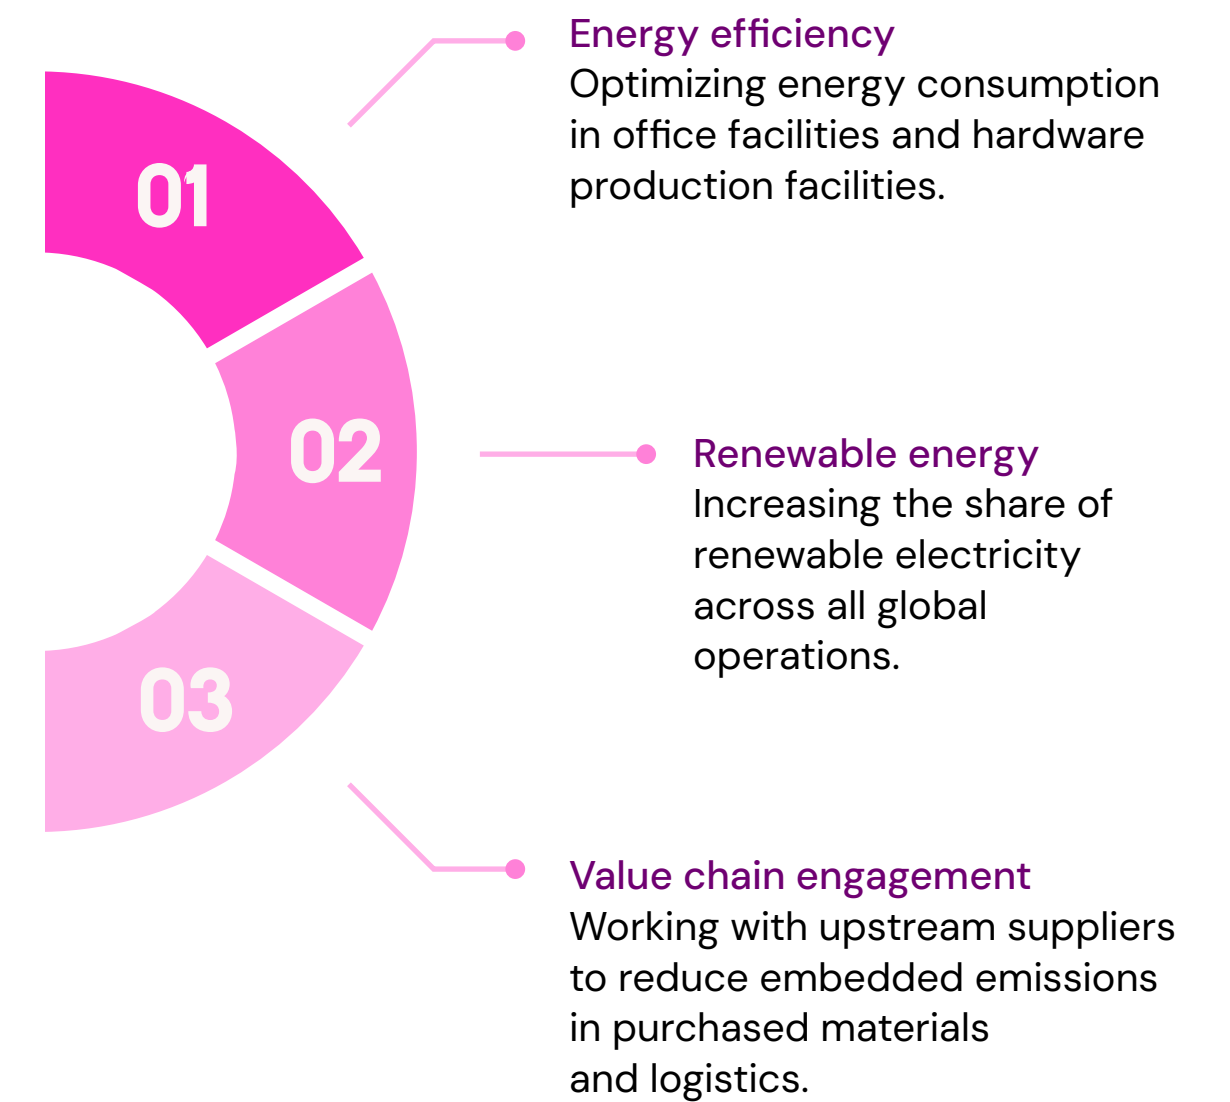 01
Energy efficiency
Optimizing energy consumption
in office facilities and hardware
production facilities.
02
Renewable energy
Increasing the share of
renewable electricity
across all global
operations.
03
Value chain engagement
Working with upstream suppliers
to reduce embedded emissions
in purchased materials
and logistics.